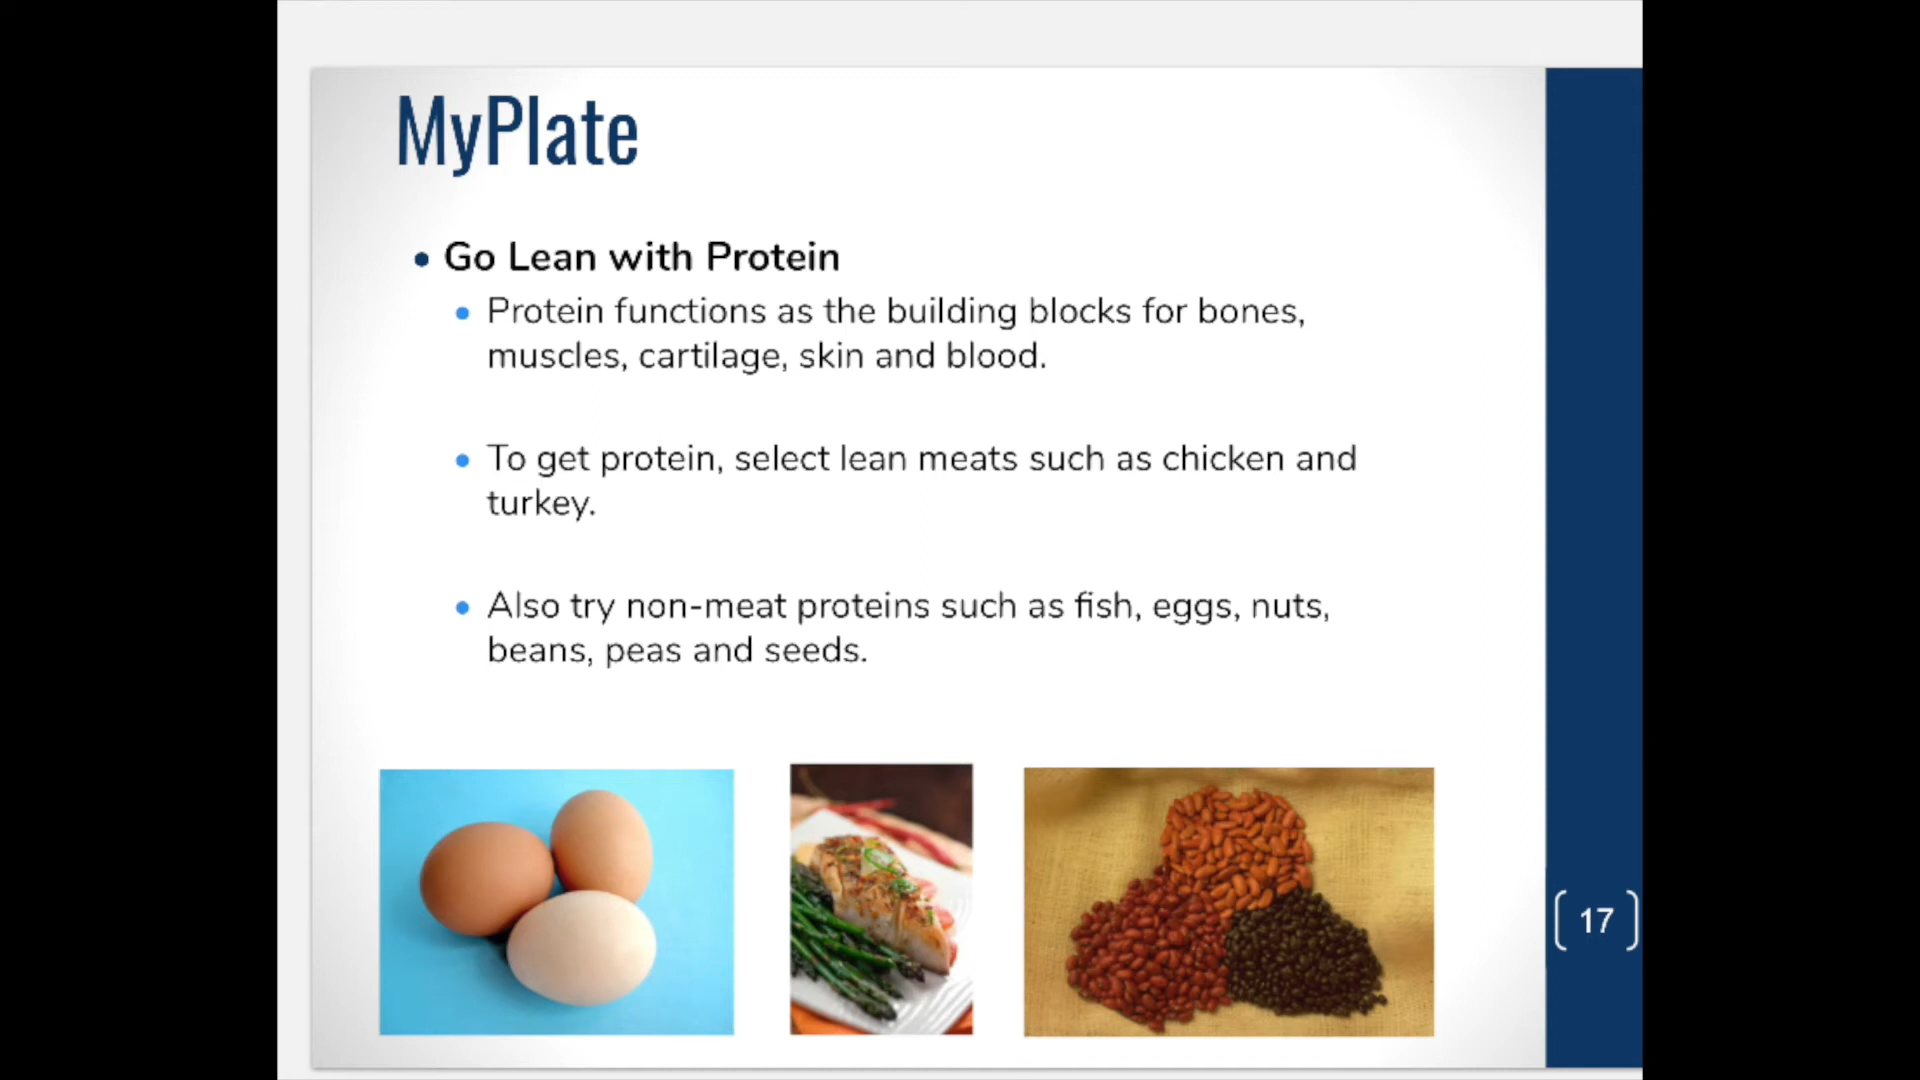 MyPlate
• Go Lean with Protein
• Protein functions as the building blocks for bones,
muscles, cartilage, skin and blood.
• To get protein, select lean meats such as chicken and
turkey.
• Also try non-meat proteins such as fish, eggs, nuts,
beans, peas and seeds.
17